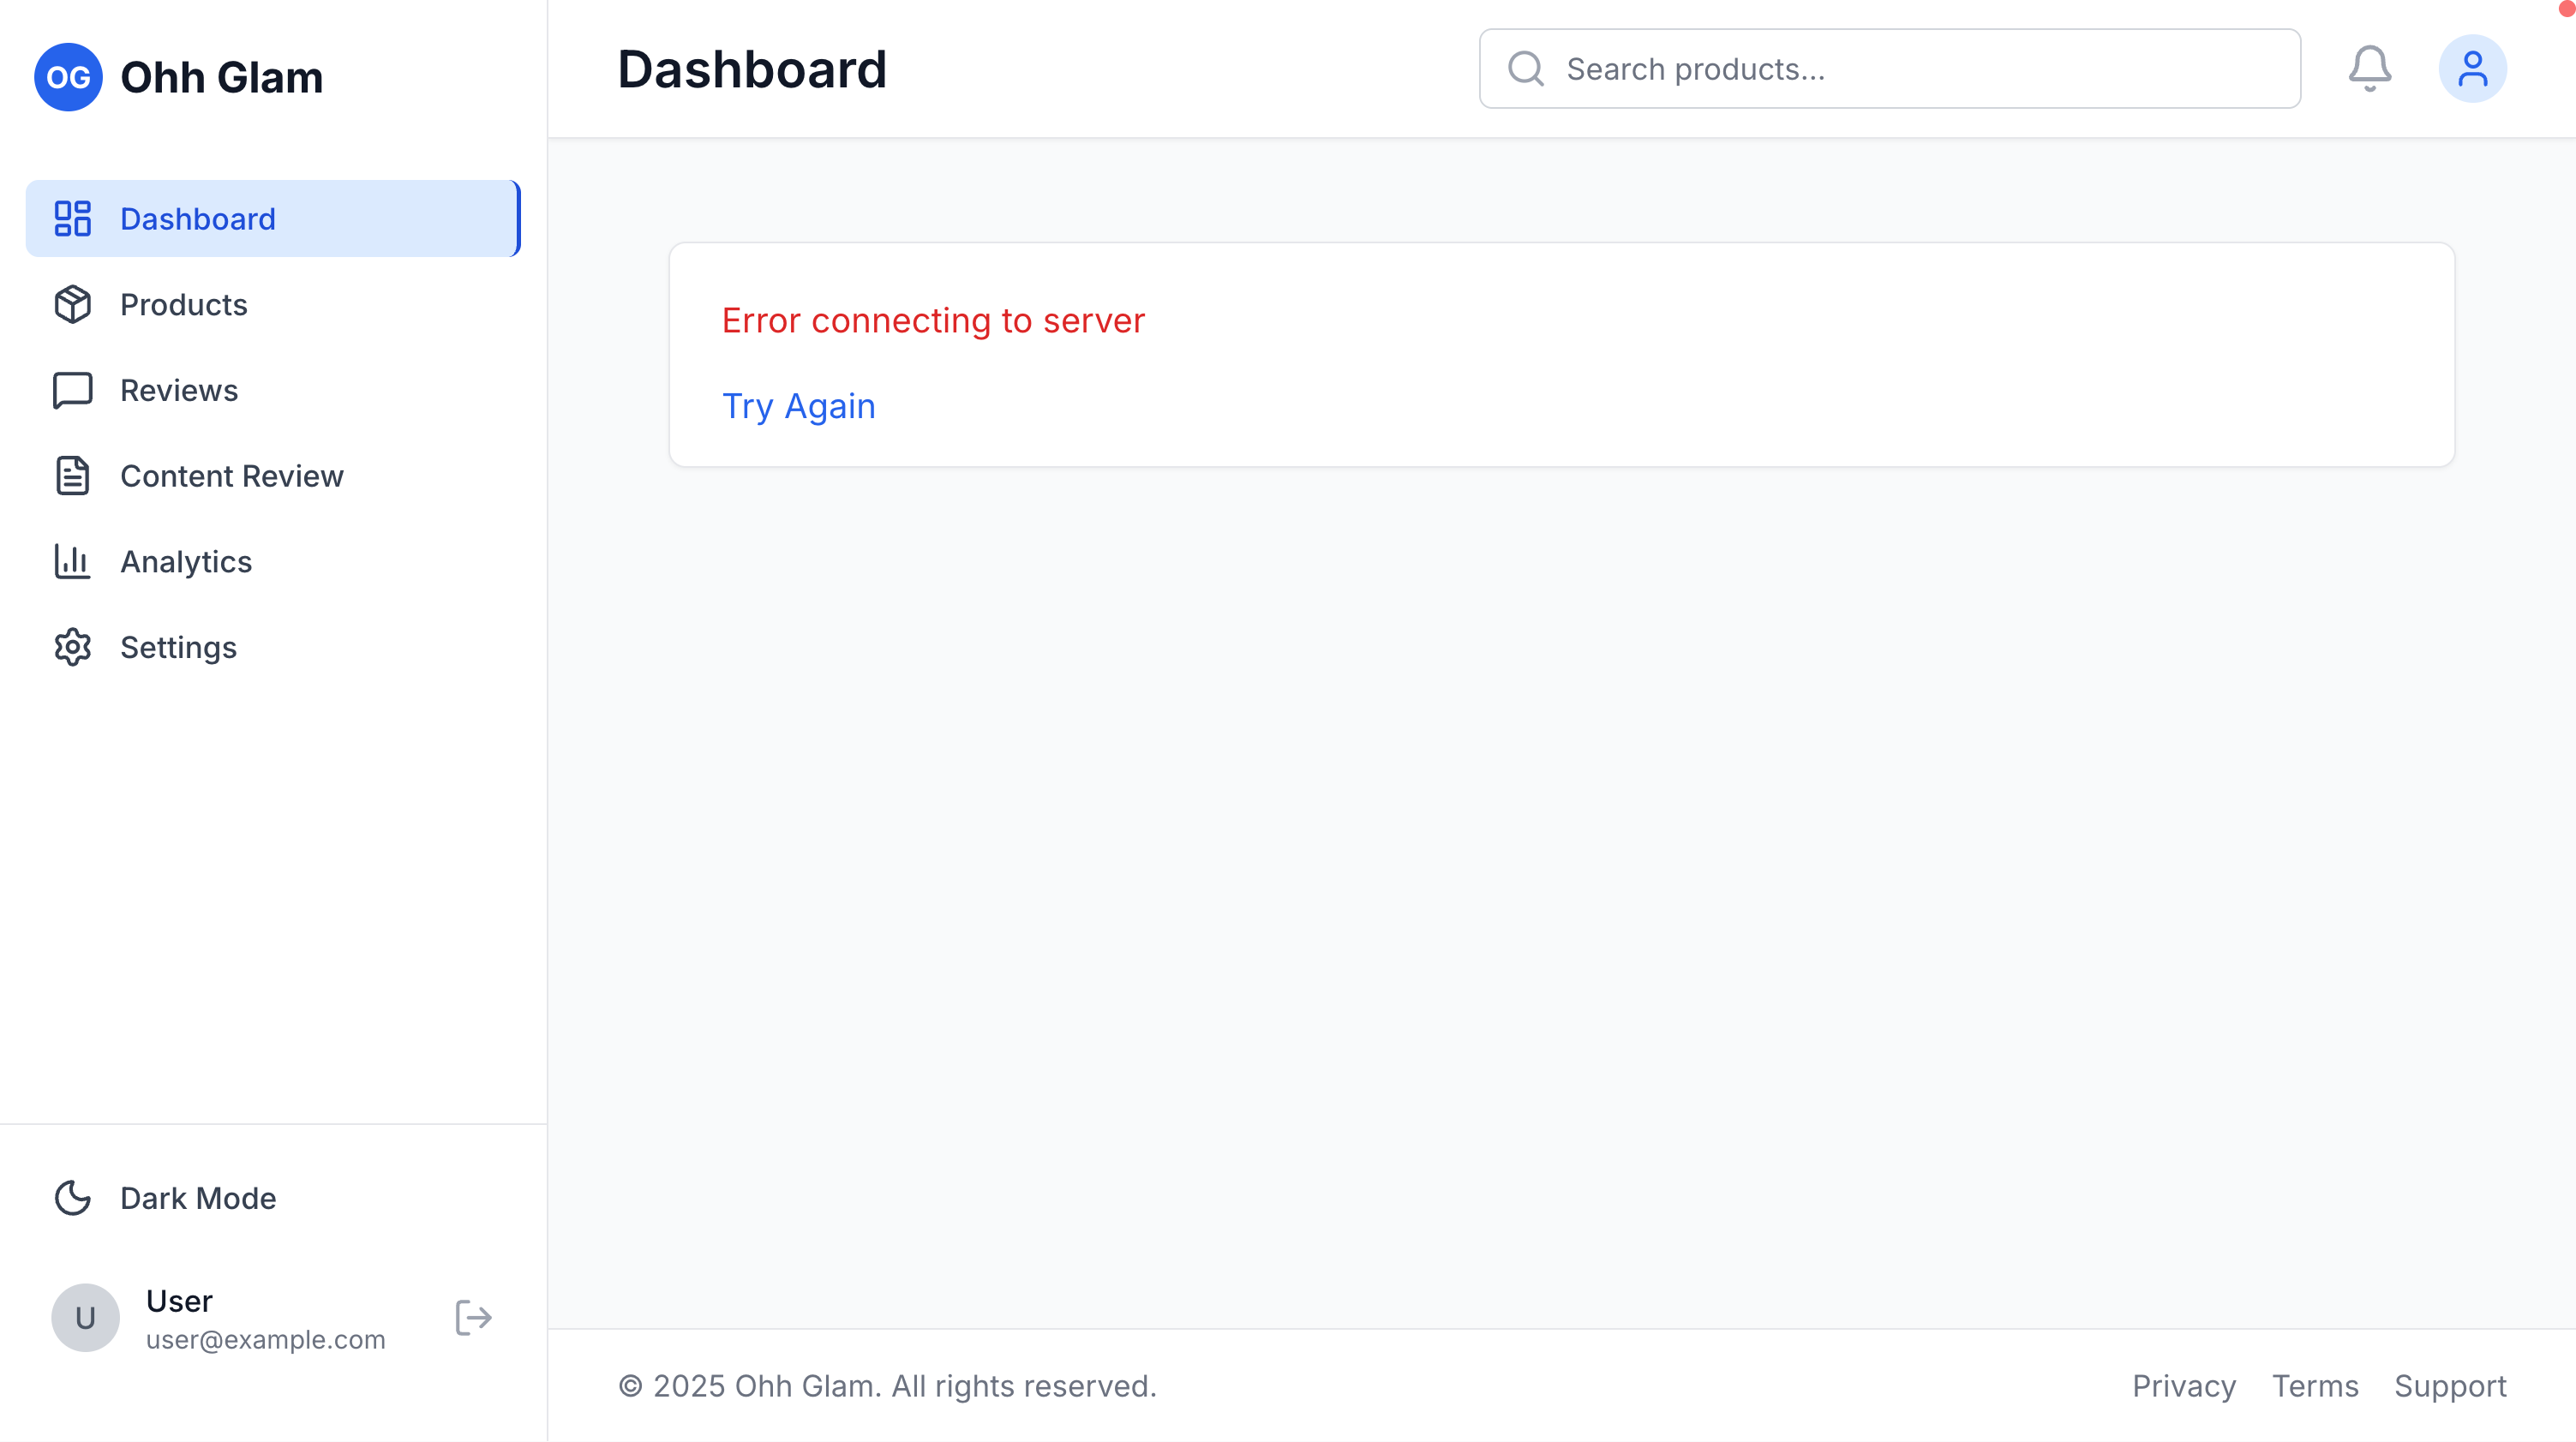 OG Ohh Glam
Dashboard
Products
Reviews
Content Review
Analytics
Settings
Dark Mode
U
User
user@example.com
Dashboard
Search products...
Error connecting to server
Try Again
© 2025 Ohh Glam. All rights reserved.
Privacy Terms Support